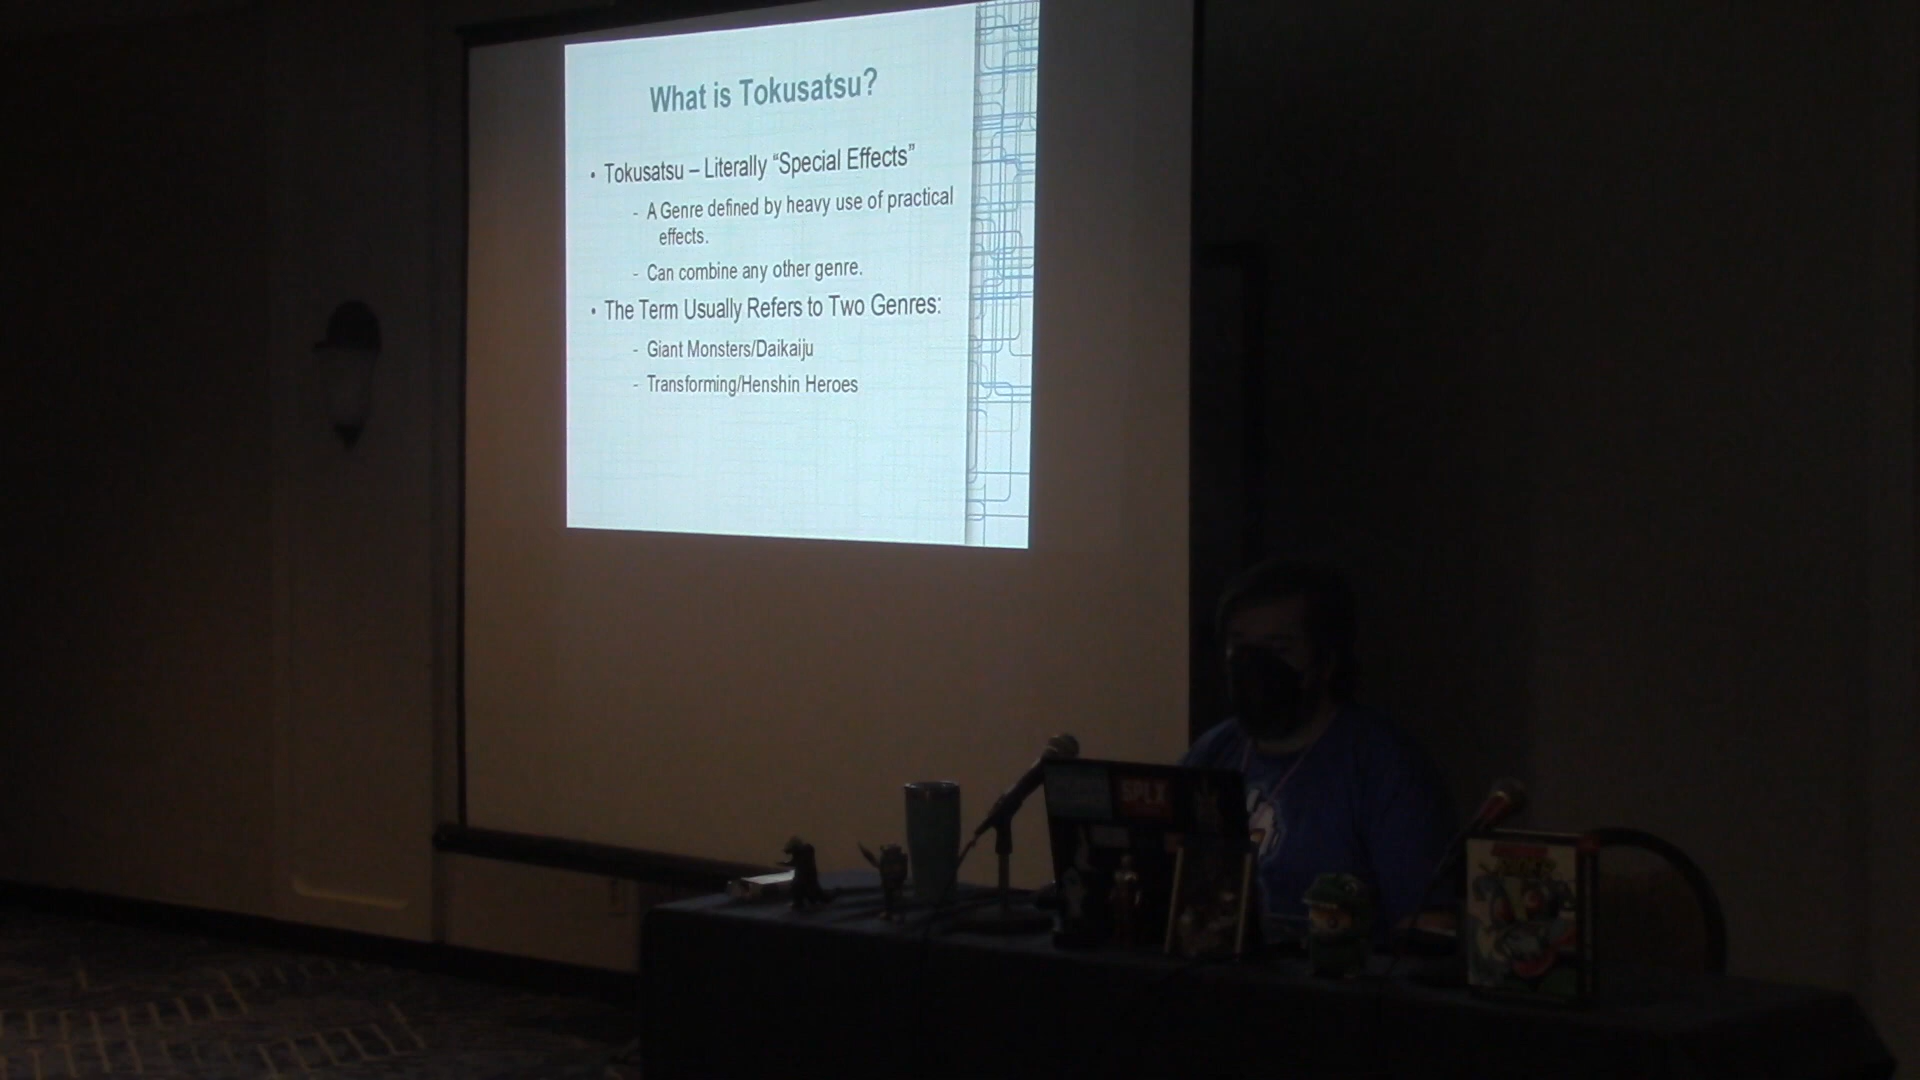 What is Tokusatsu?
• Tokusatsu – Literally “Special Effects”
- A Genre defined by heavy use of practical
effects.
- Can combine any other genre.
• The Term Usually Refers to Two Genres:
- Giant Monsters/Daikaiju
- Transforming/Henshin Heroes
SPLX